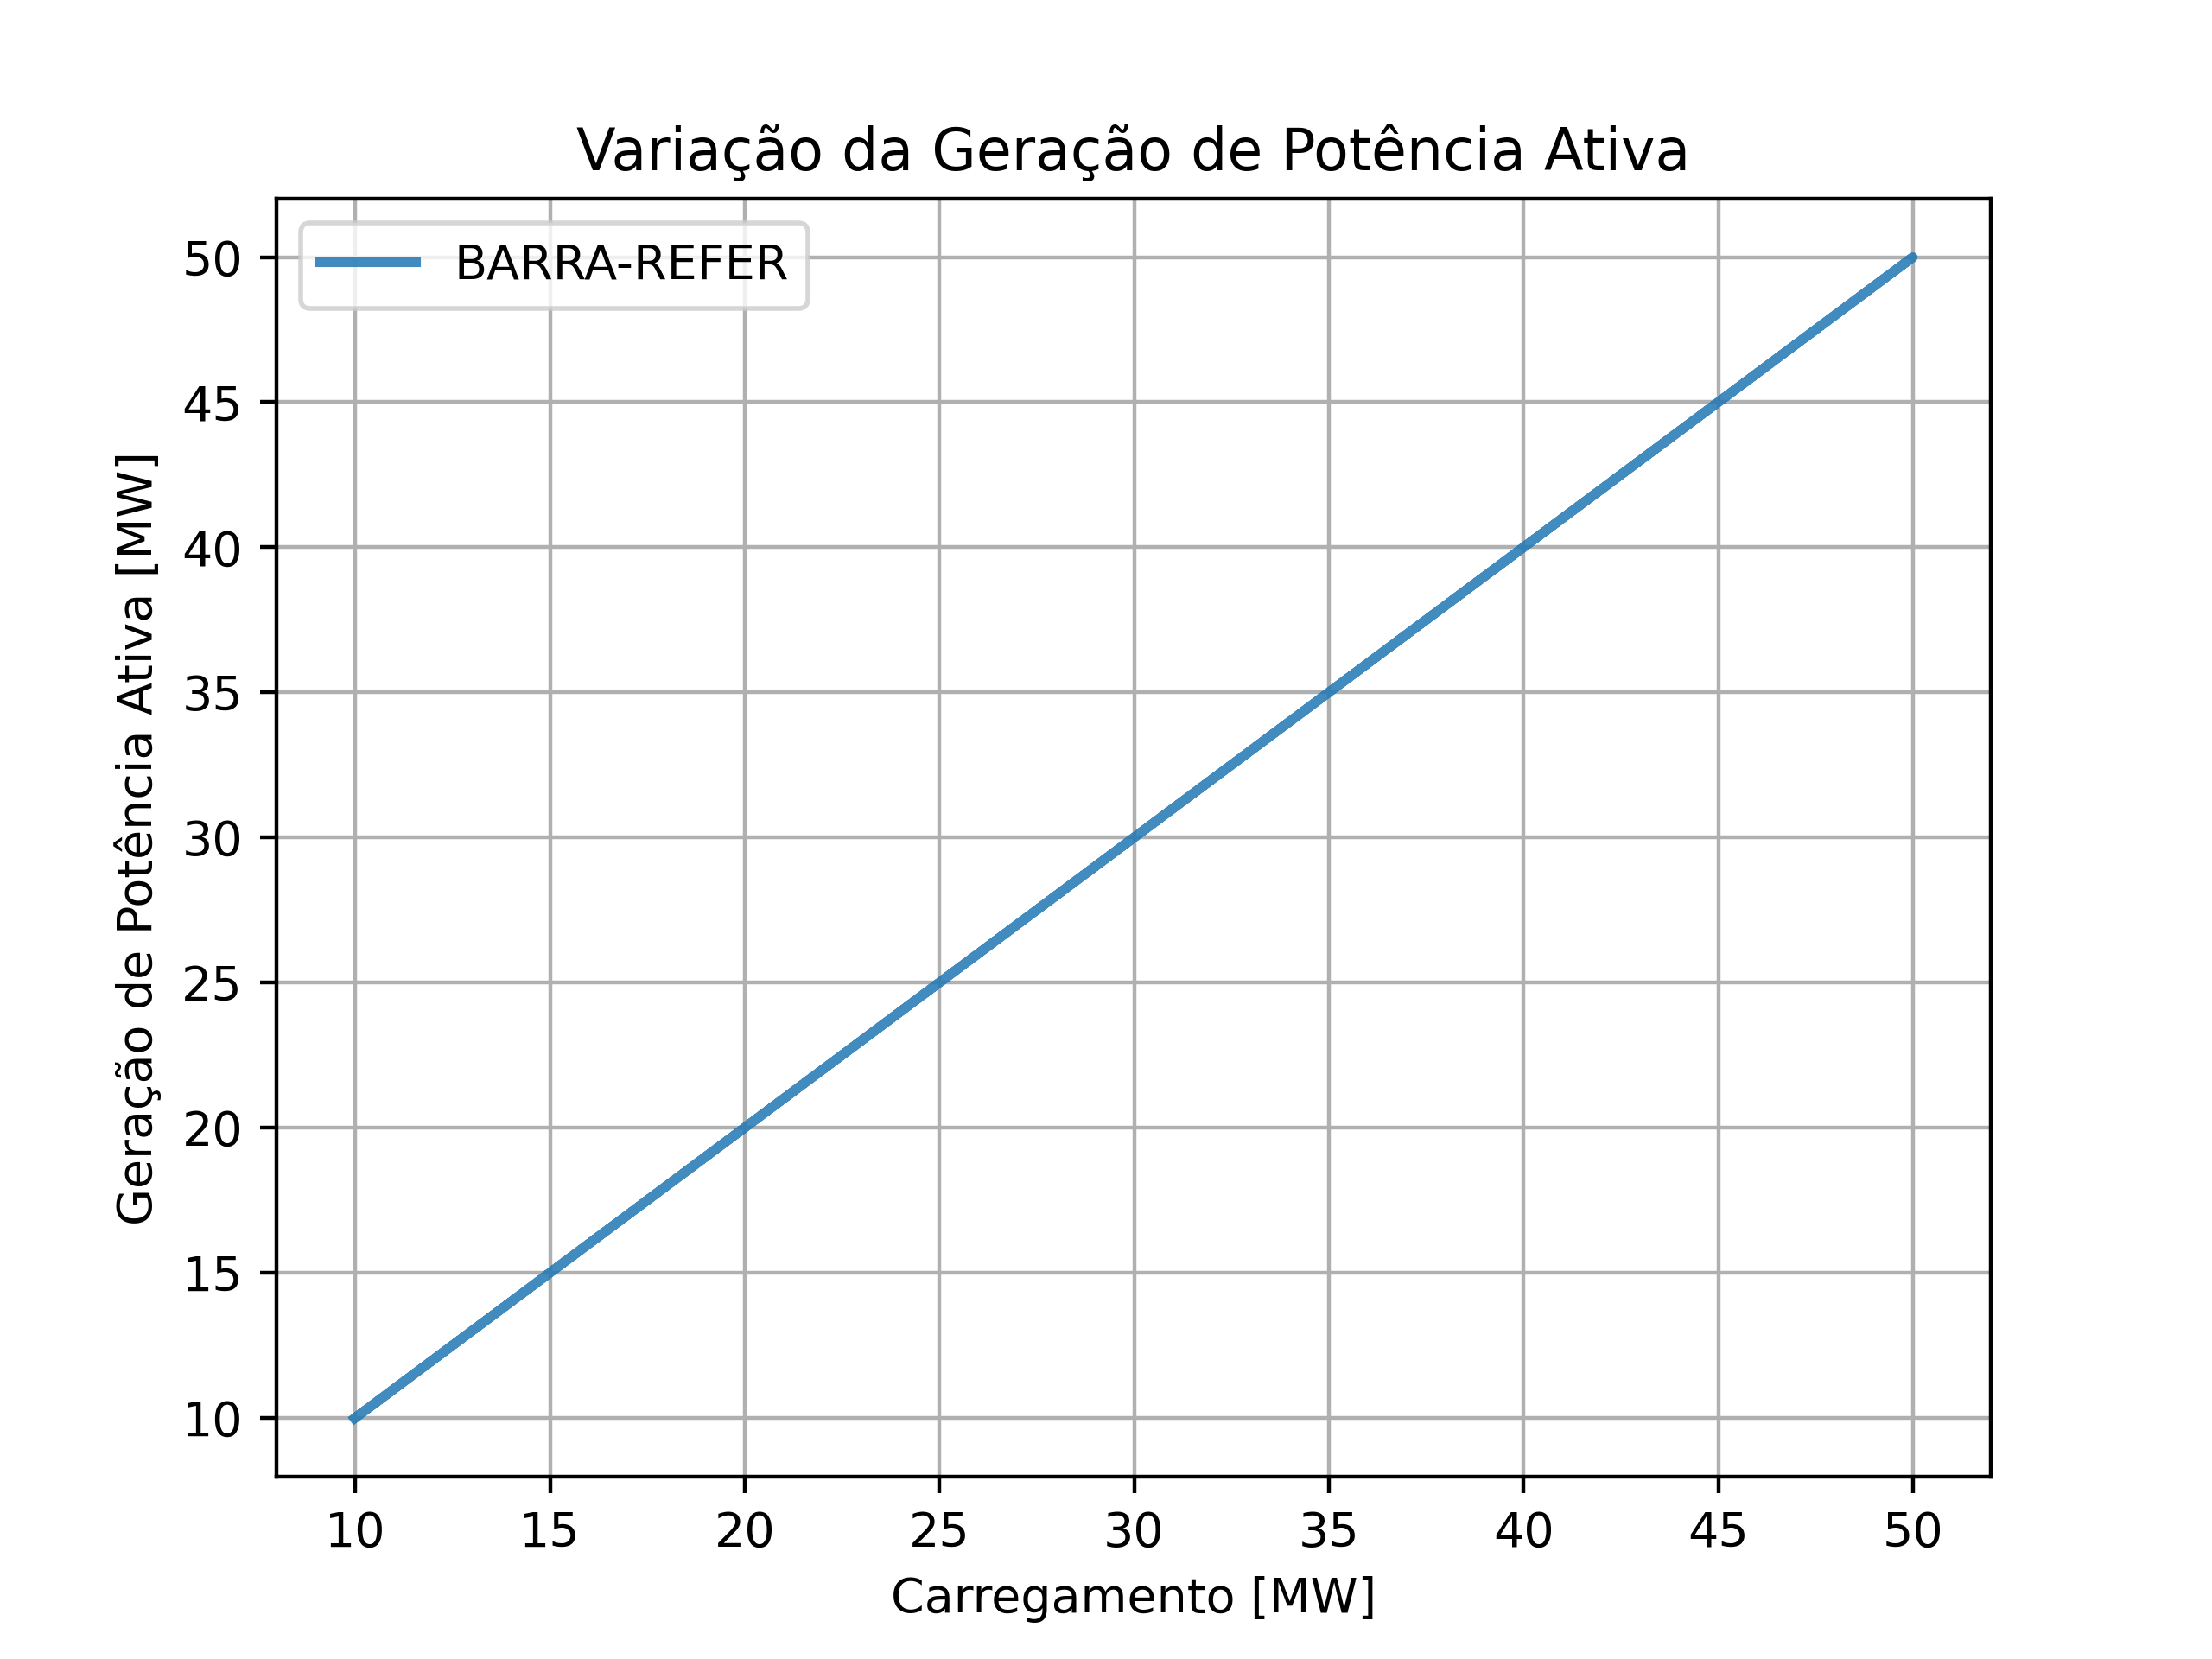 Variação da Geração de Potência Ativa
BARRA-REFER
Geração de Potência Ativa [MW]
50
45
40
35
30
25
20
15
10
10 15 20 25 30 35 40 45 50
Carregamento [MW]